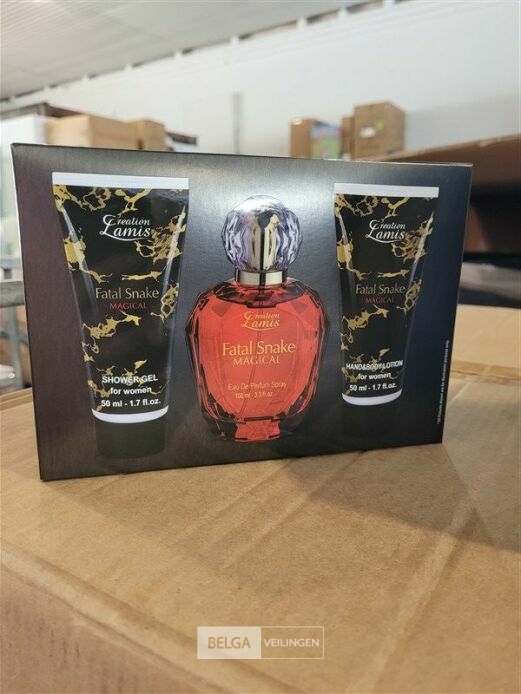 Creation
Lamis
Fatal Snake
MAGICAL
SHOWER GEL
for women
50 ml - 1.7 fl.oz.
Creation
Lamis
Fatal Snake
MAGICAL
Eau De Parfum Spray
100 ml - 3.3 fl.oz.
Creation
Lamis
Fatal Snake
MAGICAL
HAND&BODY LOTION
for women
50 ml - 1.7 fl.oz.
BELGA VEILINGEN